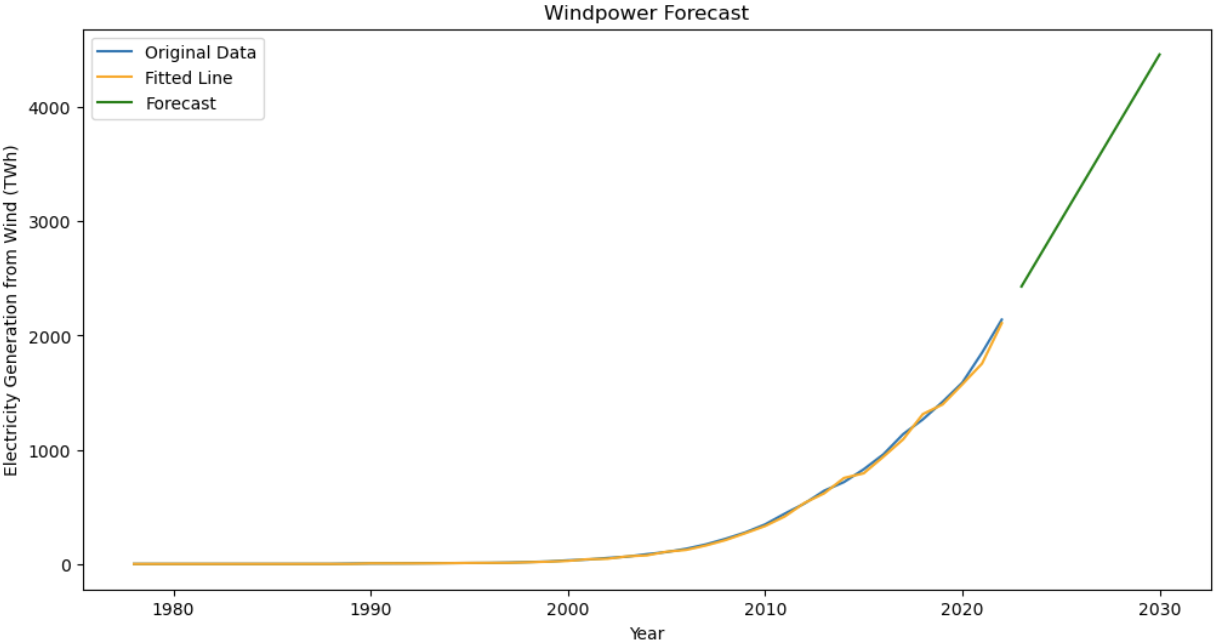 Windpower Forecast
Original Data
Fitted Line
Forecast
Electricity Generation from Wind (TWh)
4000
3000
2000
1000
0
1980 1990 2000 2010 2020 2030
Year